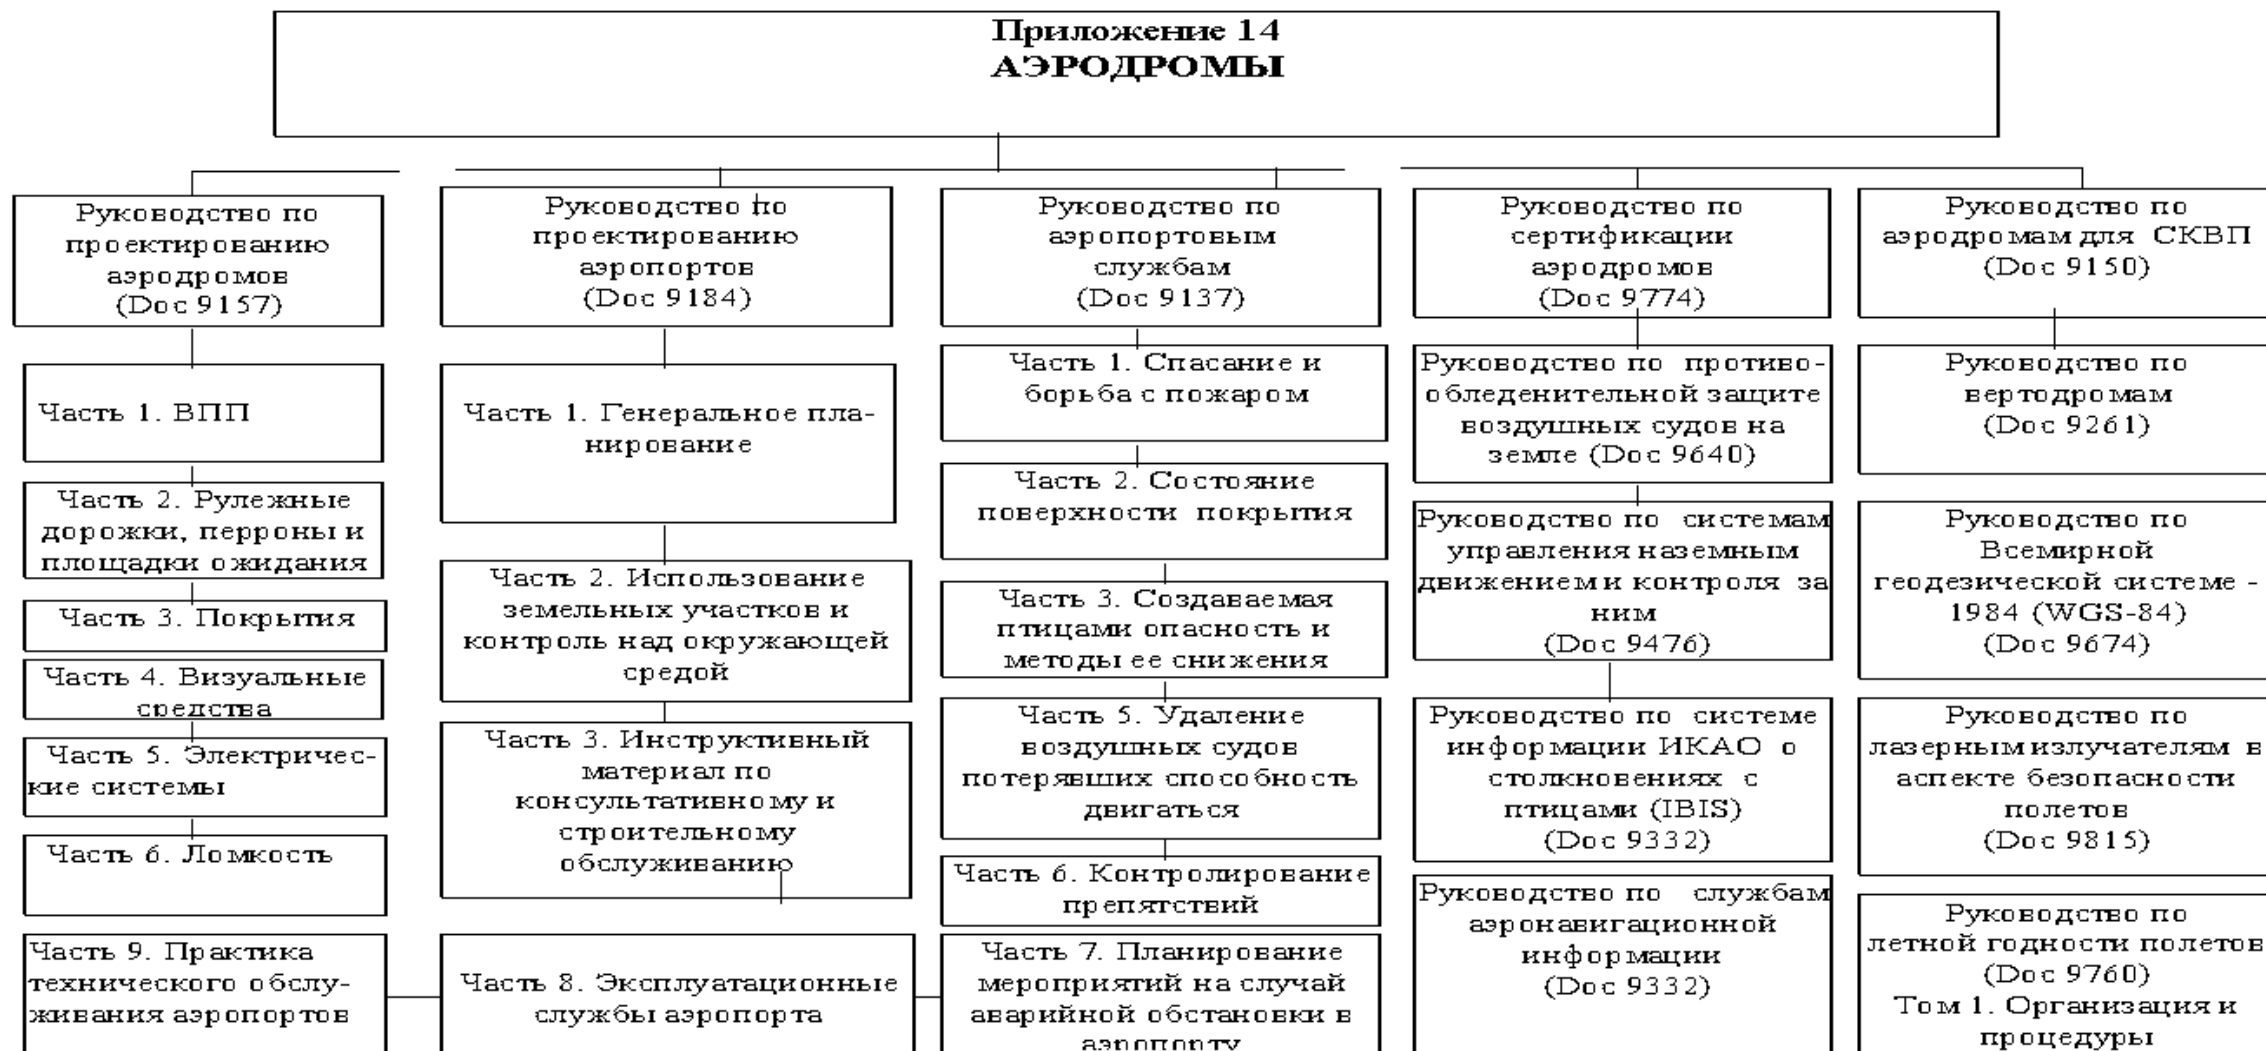 Приложение 14
АЭРОДРОМЫ
Руководство по
проектированию
аэродромов
(Doc 9157)
Часть 1. ВПП
Часть 2. Рулежные
дорожки, перроны и
площадки ожидания
Часть 3. Покрытия
Часть 4. Визуальные
средства
Часть 5. Электричес-
кие системы
Часть 6. Ломкость
Часть 9. Практика
технического обслу-
живания аэропортов
Руководство по
проектированию
аэропортов
(Doc 9184)
Часть 1. Генеральное пла-
нирование
Часть 2. Использование
земельных участков и
контроль над окружающей
средой
Часть 3. Инструктивный
материал по
консультативному и
строительному
обслуживанию
Часть 8. Эксплуатационные
службы аэропорта
Руководство по
аэропортовым
службам
(Doc 9137)
Часть 1. Спасание и
борьба с пожаром
Часть 2. Состояние
поверхности покрытия
Часть 3. Создаваемая
птицами опасность и
методы ее снижения
Часть 5. Удаление
воздушных судов
потерявших способность
двигаться
Часть 6. Контролирование
препятствий
Часть 7. Планирование
мероприятий на случай
аварийной обстановки в
аэропорту
Руководство по
сертификации
аэродромов
(Doc 9774)
Руководство по противо-
обледенительной защите
воздушных судов на
земле (Doc 9640)
Руководство по системам
управления наземным
движением и контроля за
ним
(Doc 9476)
Руководство по системе
информации ИКАО о
столкновениях с
птицами (IBIS)
(Doc 9332)
Руководство по службам
аэронавигационной
информации
(Doc 9332)
Руководство по
аэродромам для СКВП
(Doc 9150)
Руководство по
вертодромам
(Doc 9261)
Руководство по
Всемирной
геодезической системе -
1984 (WGS-84)
(Doc 9674)
Руководство по
лазерным излучателям в
аспекте безопасности
полетов
(Doc 9815)
Руководство по
летной годности полетов
(Doc 9760)
Том 1. Организация и
процедуры